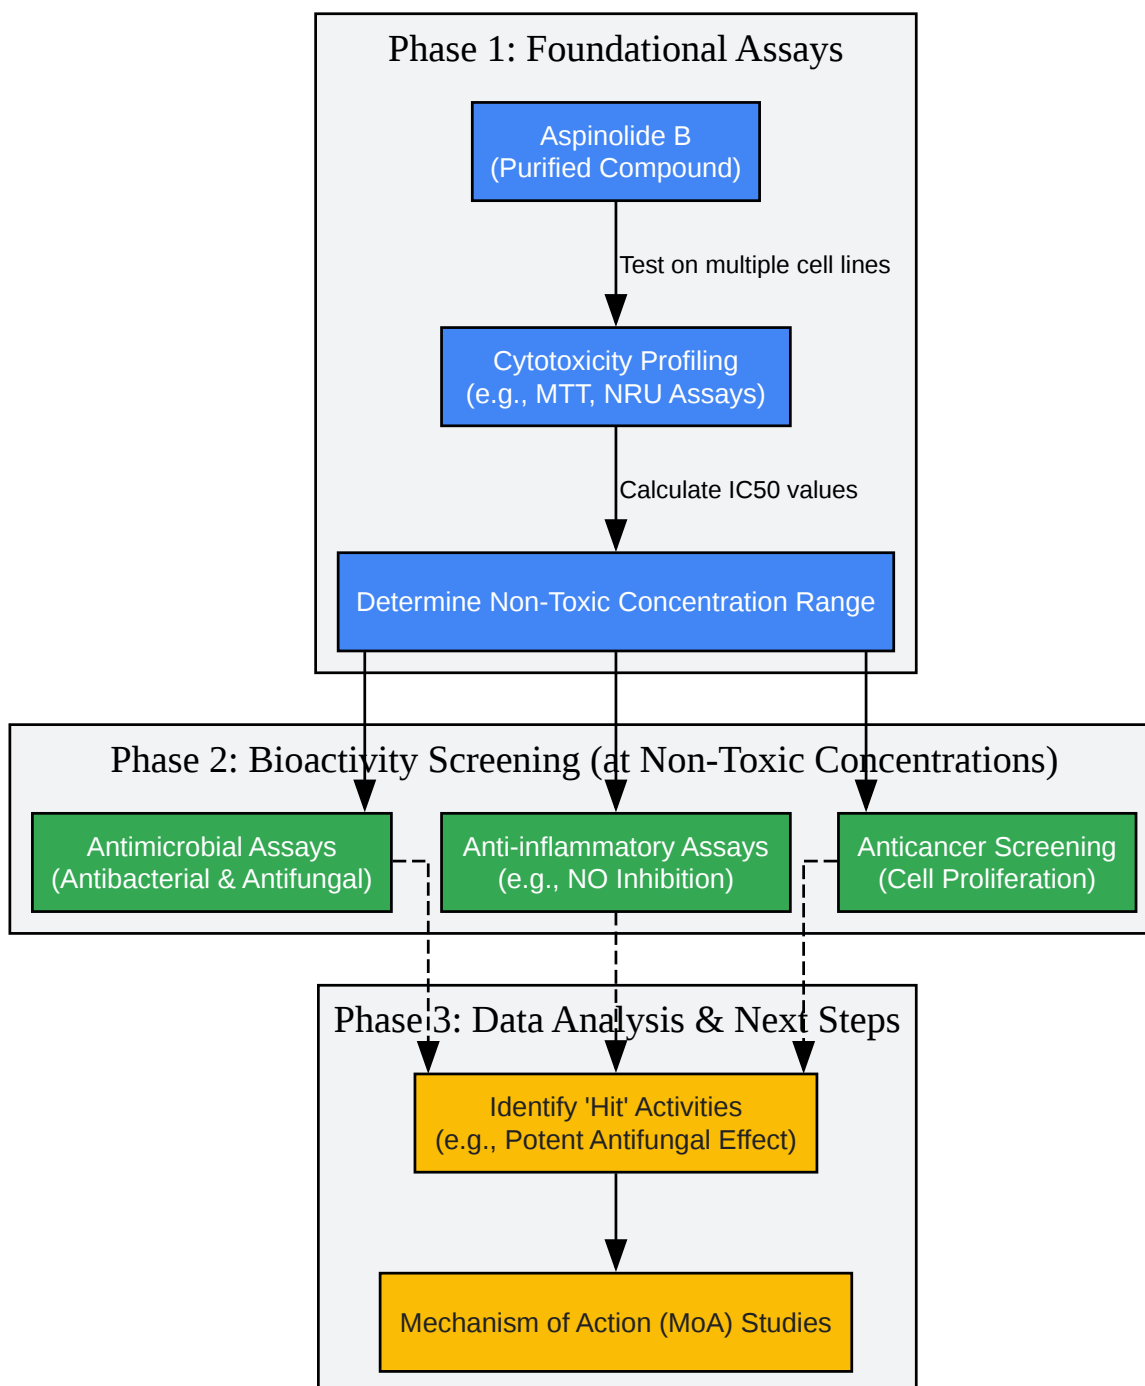 Phase 1: Foundational Assays
Aspinolide B
(Purified Compound)
Test on multiple cell lines
Cytotoxicity Profiling
(e.g., MTT, NRU Assays)
Calculate IC50 values
Determine Non-Toxic Concentration Range
Phase 2: Bioactivity Screening (at Non-Toxic Concentrations)
Antimicrobial Assays
(Antibacterial & Antifungal)
Anti-inflammatory Assays
(e.g., NO Inhibition)
Anticancer Screening
(Cell Proliferation)
Phase 3: Data Analysis & Next Steps
Identify 'Hit' Activities
(e.g., Potent Antifungal Effect)
Mechanism of Action (MoA) Studies